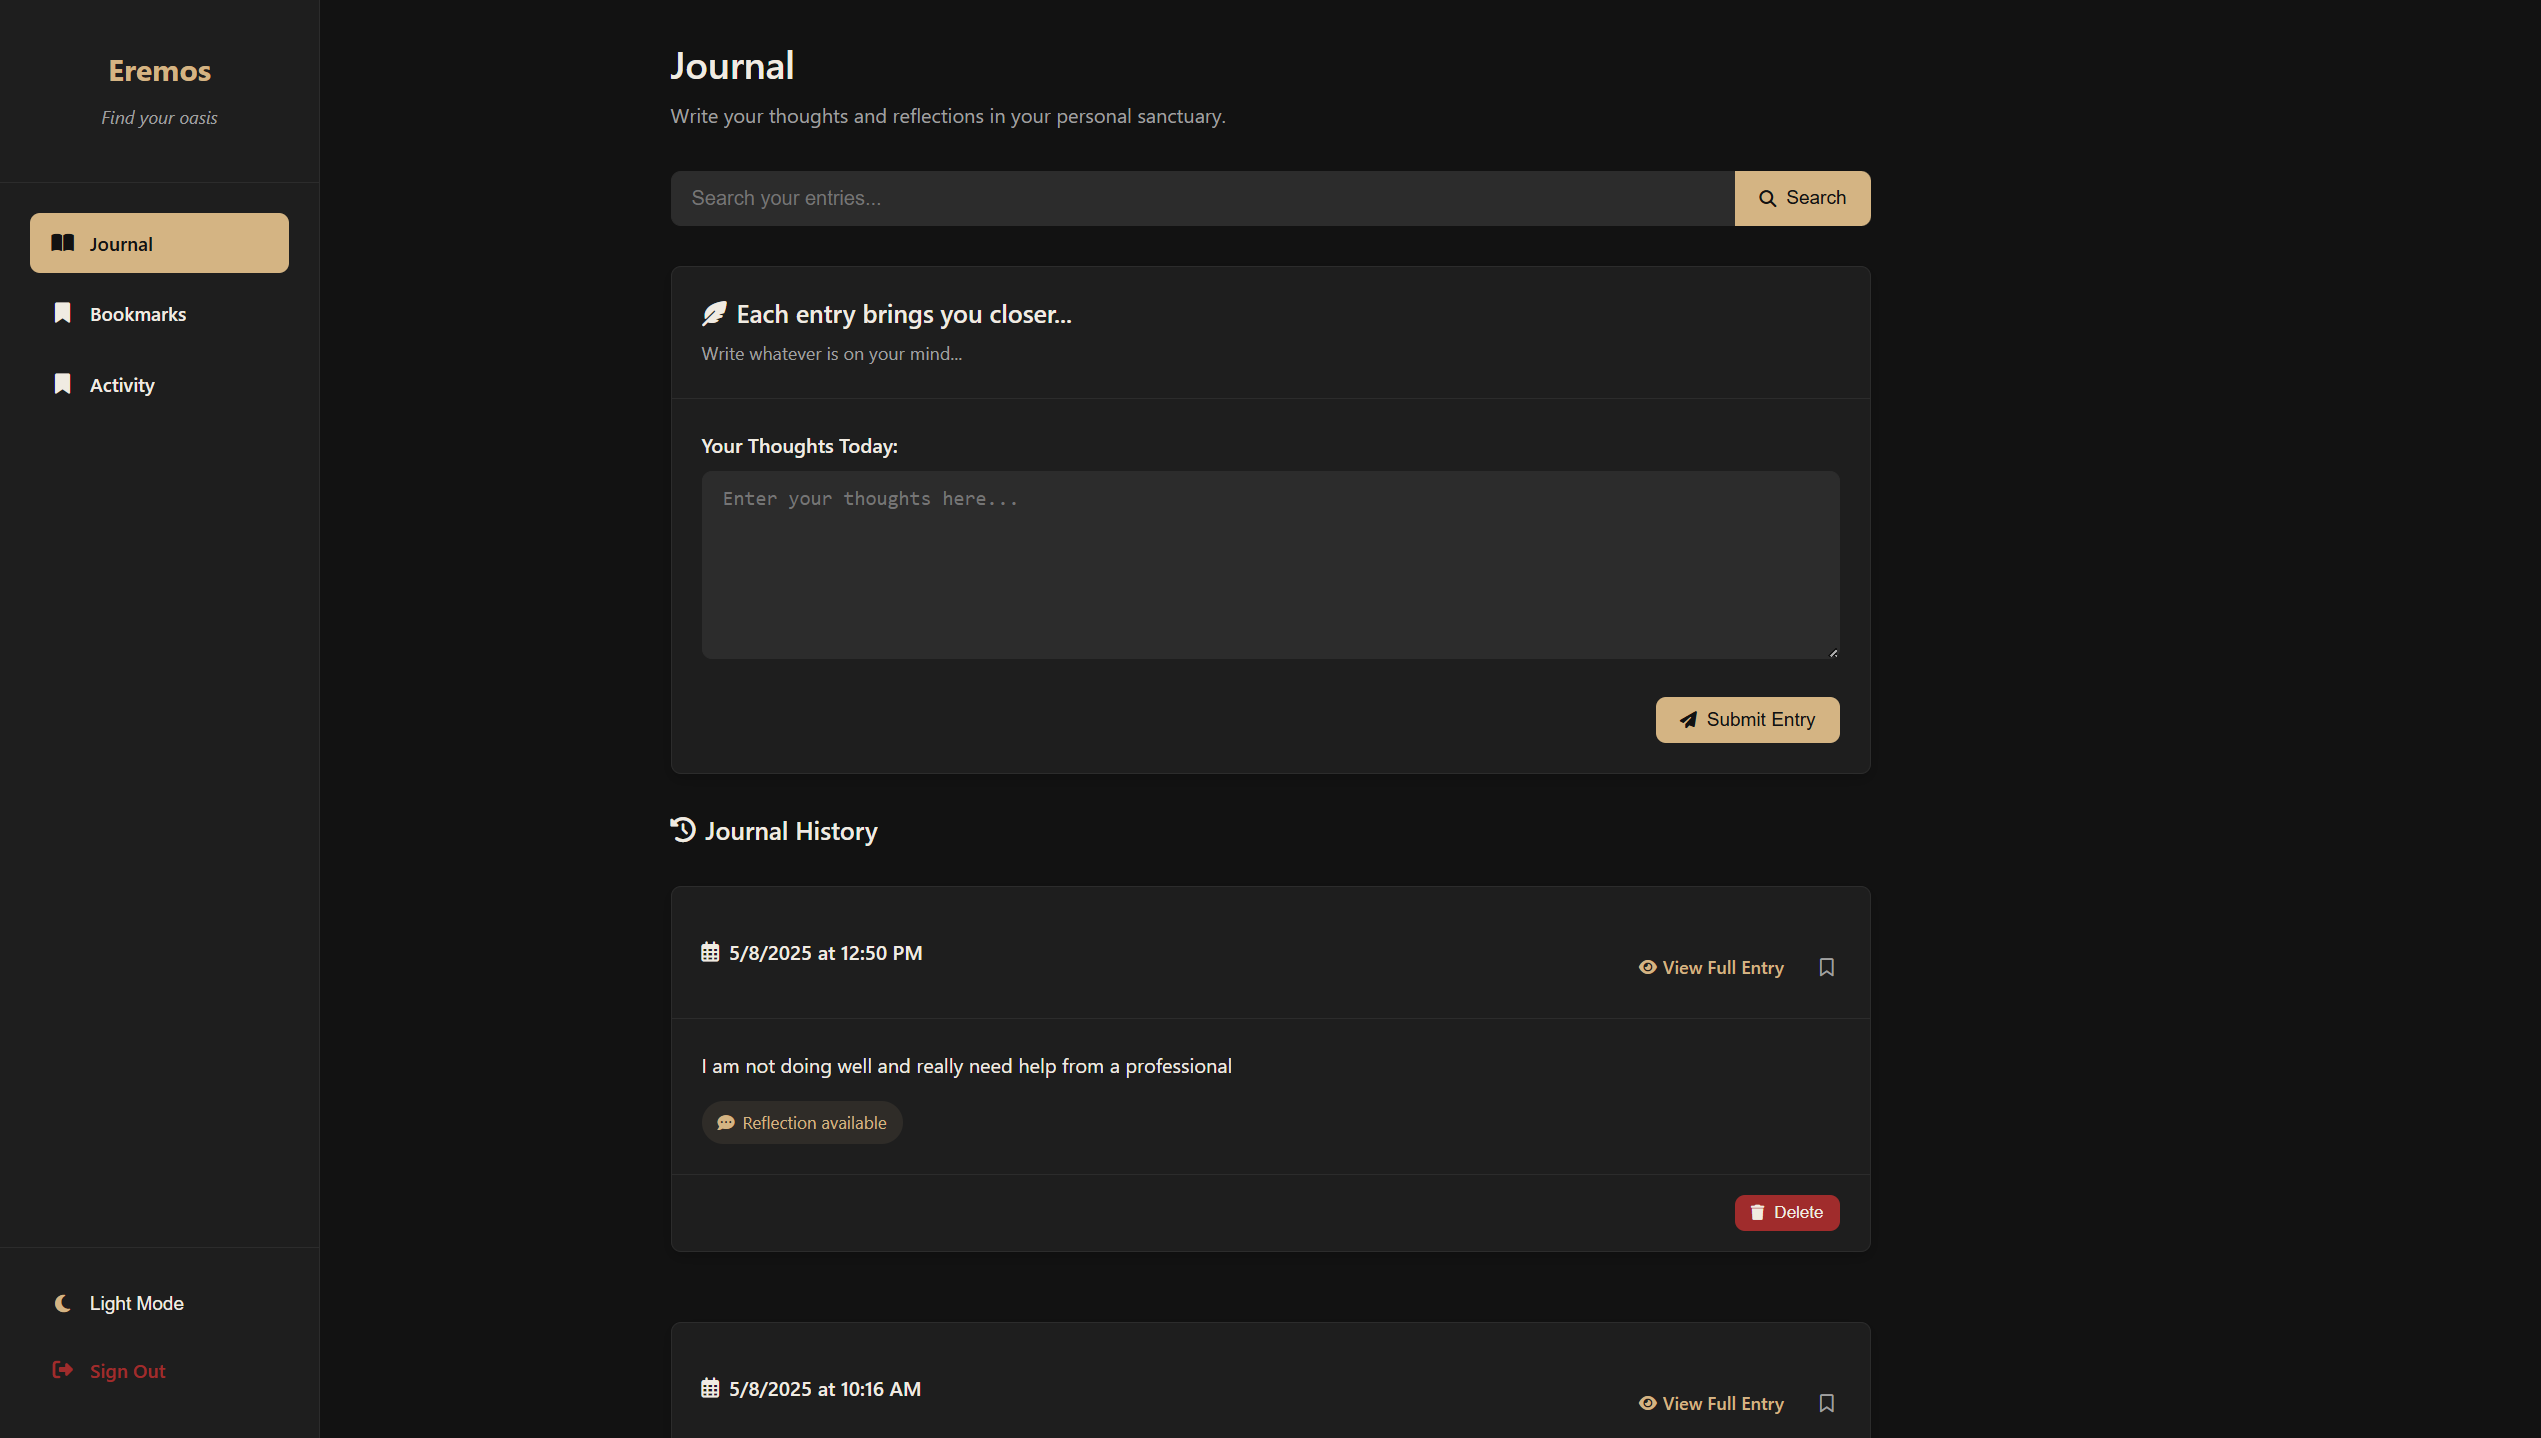 Eremos
Find your oasis
Journal
Bookmarks
Activity
Light Mode
Sign Out
Journal
Write your thoughts and reflections in your personal sanctuary.
Search your entries...
Search
Each entry brings you closer...
Write whatever is on your mind...
Your Thoughts Today:
Enter your thoughts here...
Submit Entry
Journal History
5/8/2025 at 12:50 PM
View Full Entry
I am not doing well and really need help from a professional
Reflection available
Delete
5/8/2025 at 10:16 AM
View Full Entry